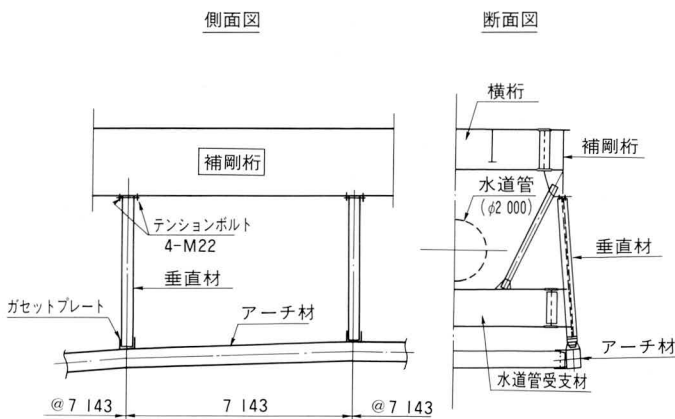 側面図
断面図
横桁
補剛桁
補剛桁
水道管
(φ2 000)
テンションボルト
4-M22
垂直材
垂直材
ガセットプレート
アーチ材
アーチ材
水道管受支材
@7 143
7 143
@7 143